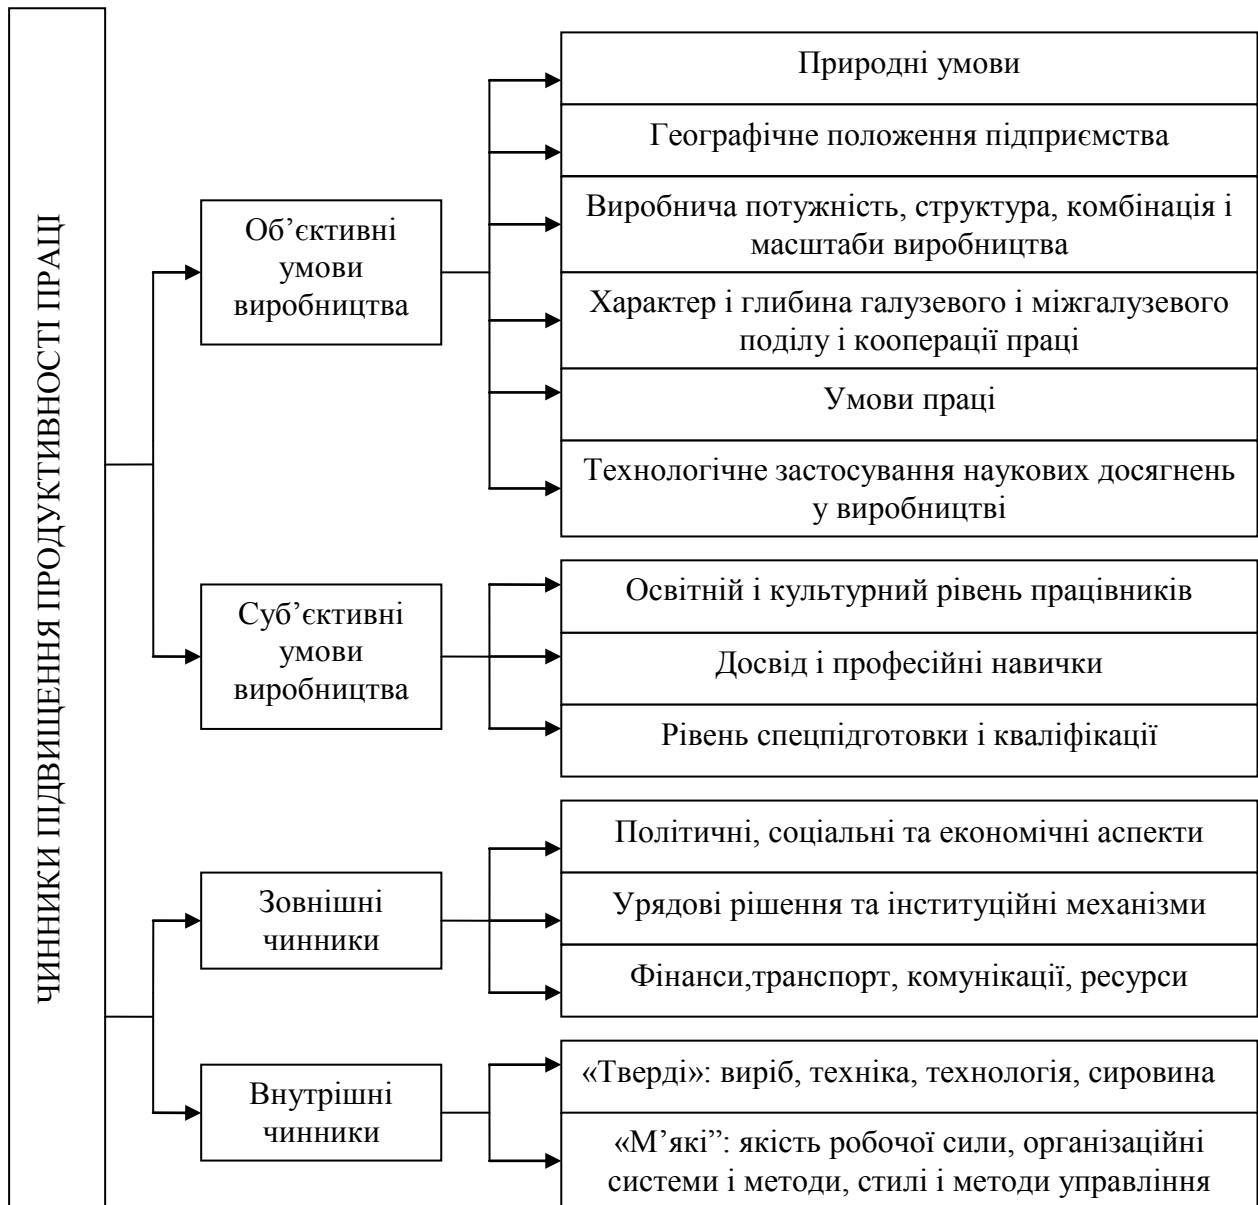 ЧИННИКИ ПІДВИЩЕННЯ ПРОДУКТИВНОСТІ ПРАЦІ
Об’єктивні
умови
виробництва
Природні умови
Географічне положення підприємства
Виробнича потужність, структура, комбінація і
масштаби виробництва
Характер і глибина галузевого і міжгалузевого
поділу і кооперації праці
Умови праці
Технологічне застосування наукових досягнень
у виробництві
Суб’єктивні
умови
виробництва
Освітній і культурний рівень працівників
Досвід і професійні навички
Рівень спецпідготовки і кваліфікації
Зовнішні
чинники
Політичні, соціальні та економічні аспекти
Урядові рішення та інституційні механізми
Фінанси,транспорт, комунікації, ресурси
Внутрішні
чинники
«Тверді»: виріб, техніка, технологія, сировина
«М’які”: якість робочої сили, організаційні
системи і методи, стилі і методи управління